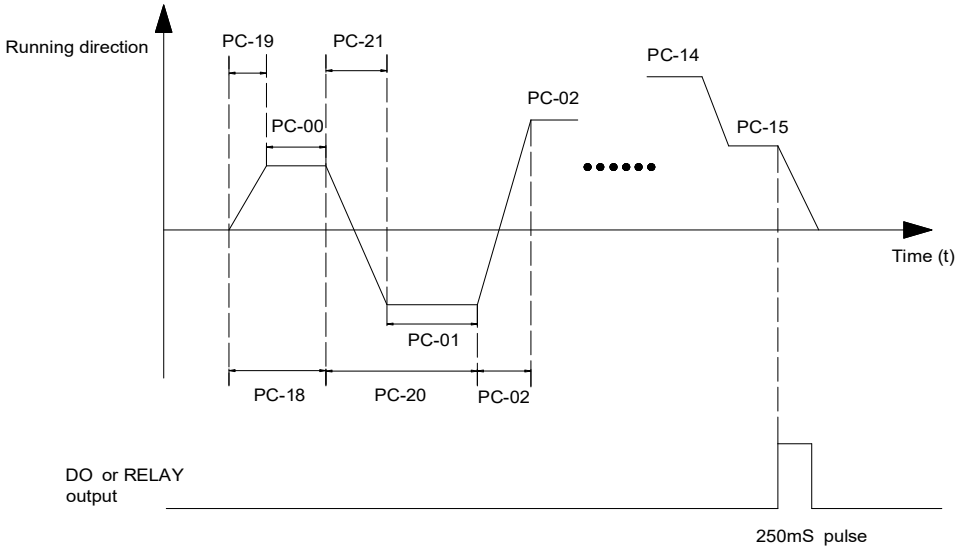 PC-19
PC-21
Running direction
PC-14
PC-02
PC-00
PC-15
Time (t)
PC-01
PC-18
PC-20
PC-02
DO or RELAY
output
250mS pulse